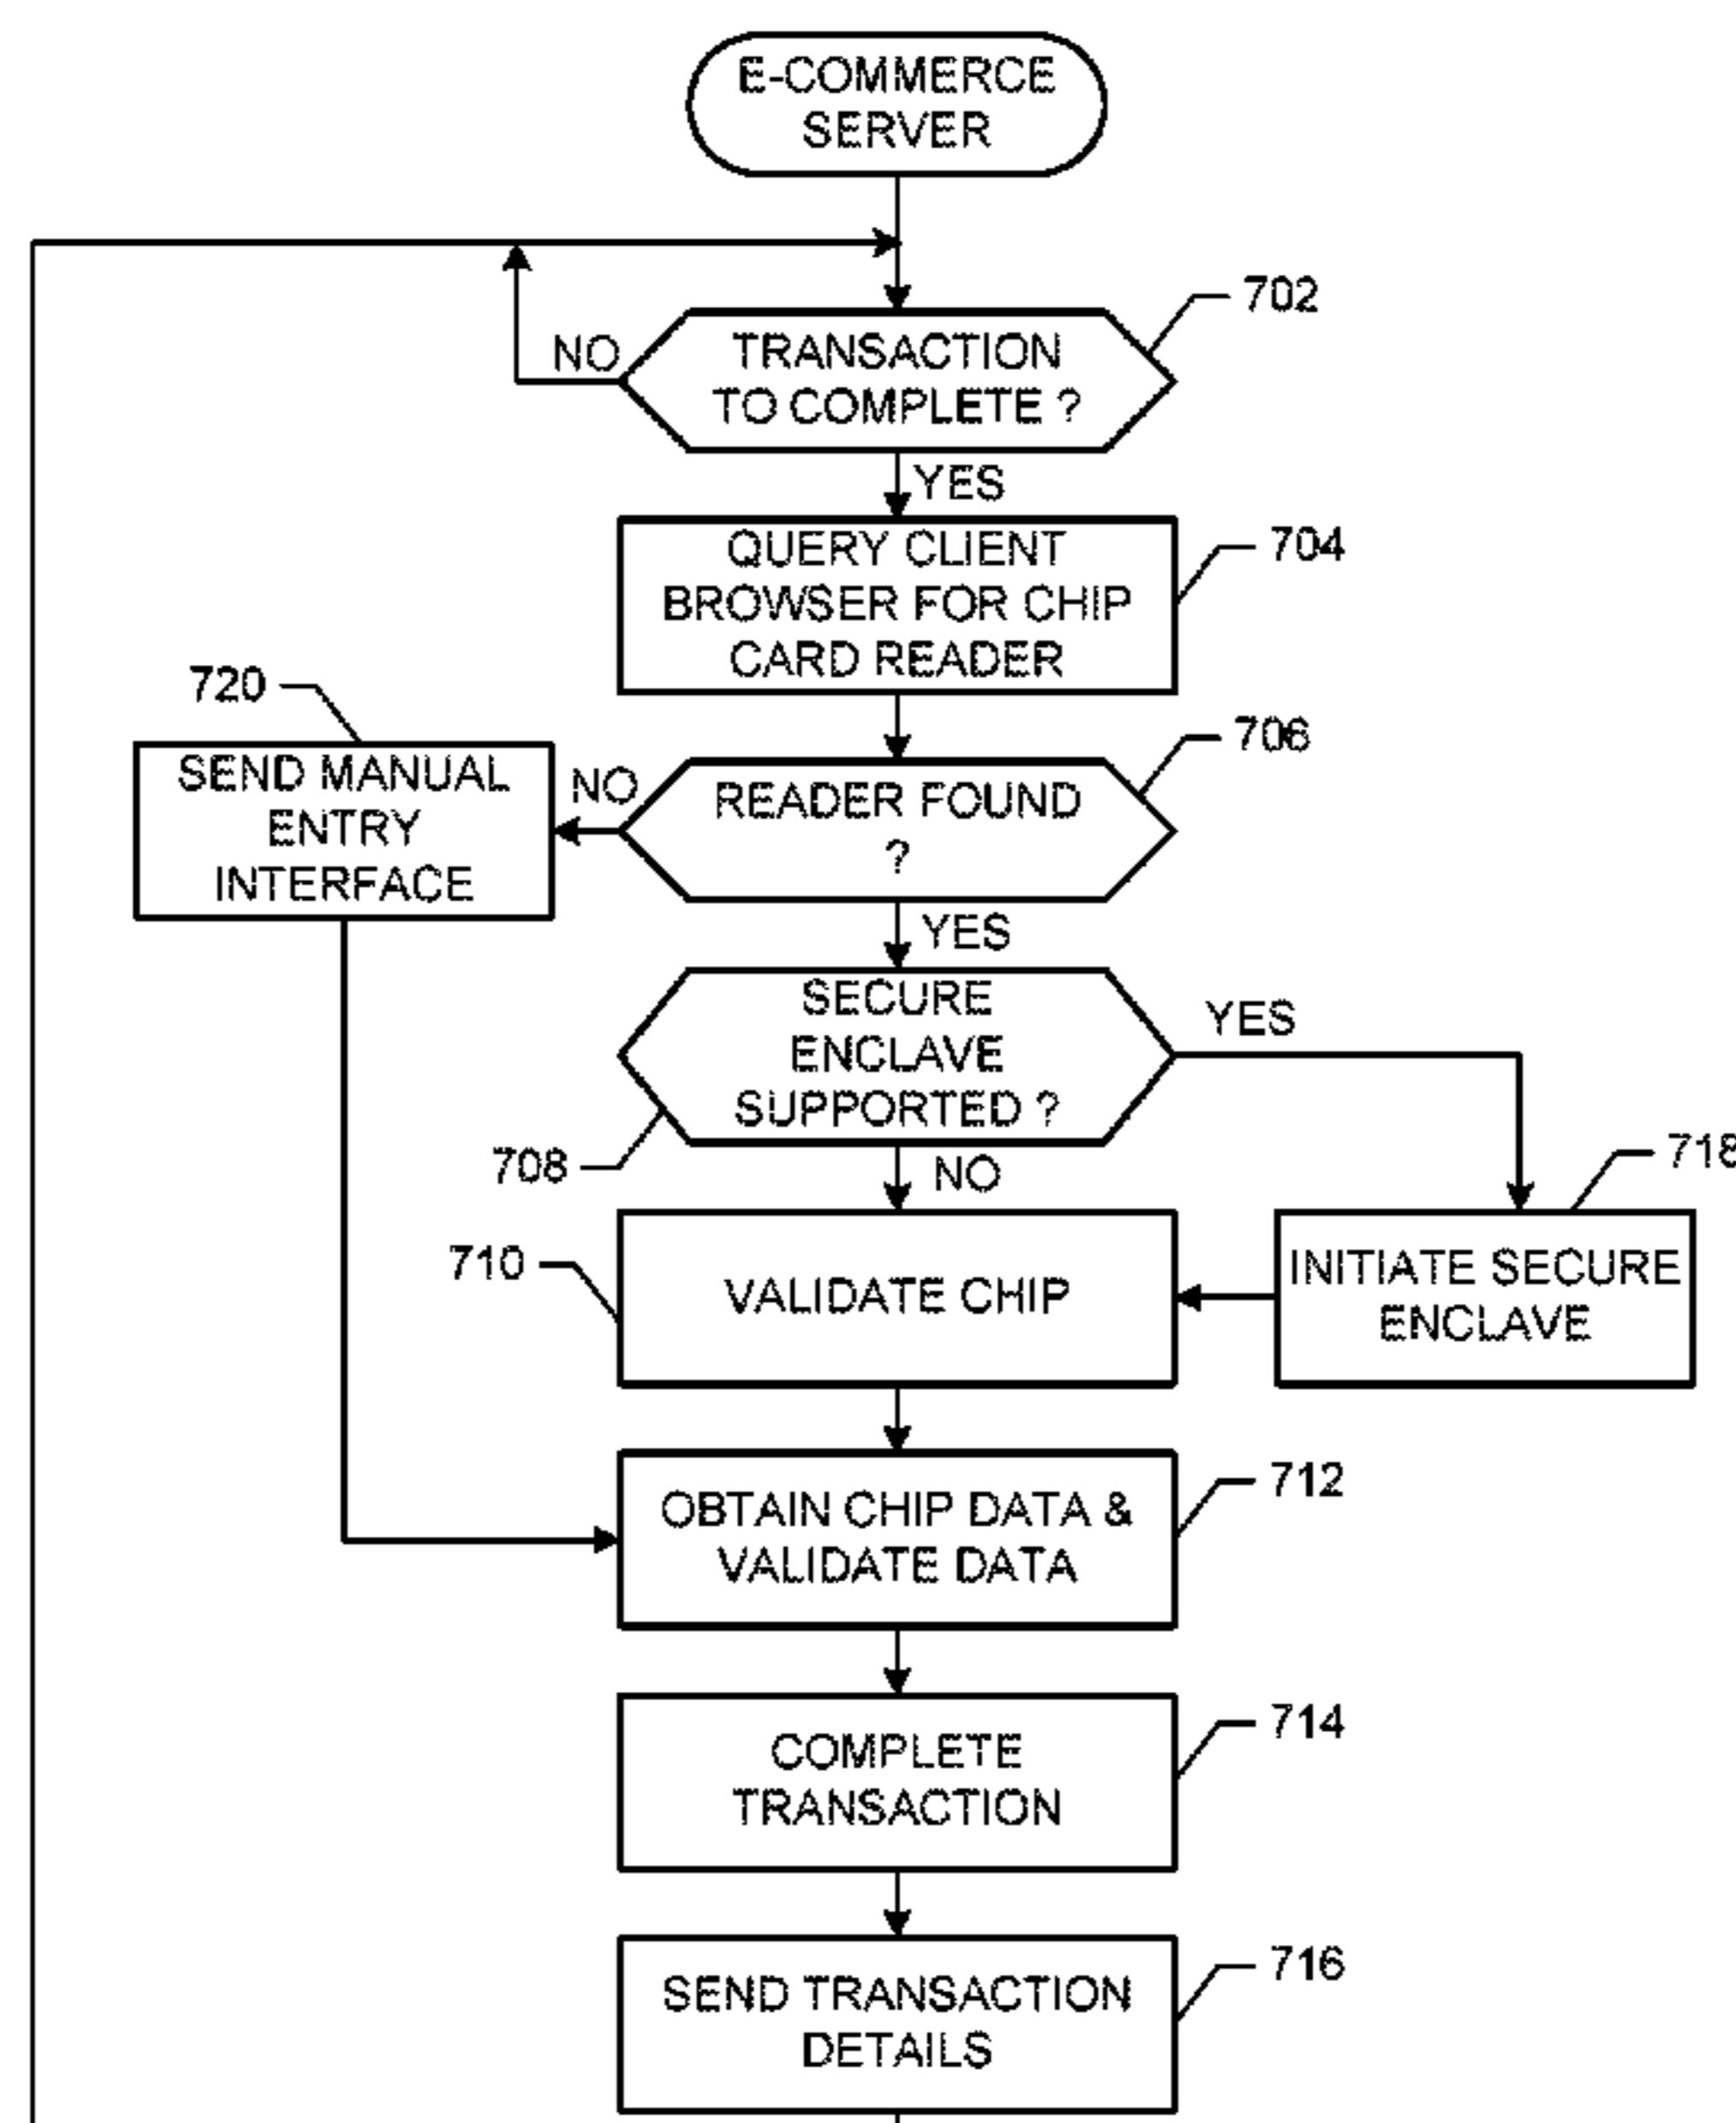 E-COMMERCE
SERVER
702
NO
TRANSACTION
TO COMPLETE ?
YES
QUERY CLIENT
BROWSER FOR CHIP
CARD READER
704
720
SEND MANUAL
ENTRY
INTERFACE
NO
READER FOUND
?
706
YES
SECURE
ENCLAVE
SUPPORTED ?
YES
708
NO
718
710
VALIDATE CHIP
INITIATE SECURE
ENCLAVE
OBTAIN CHIP DATA &
VALIDATE DATA
712
COMPLETE
TRANSACTION
714
SEND TRANSACTION
DETAILS
716